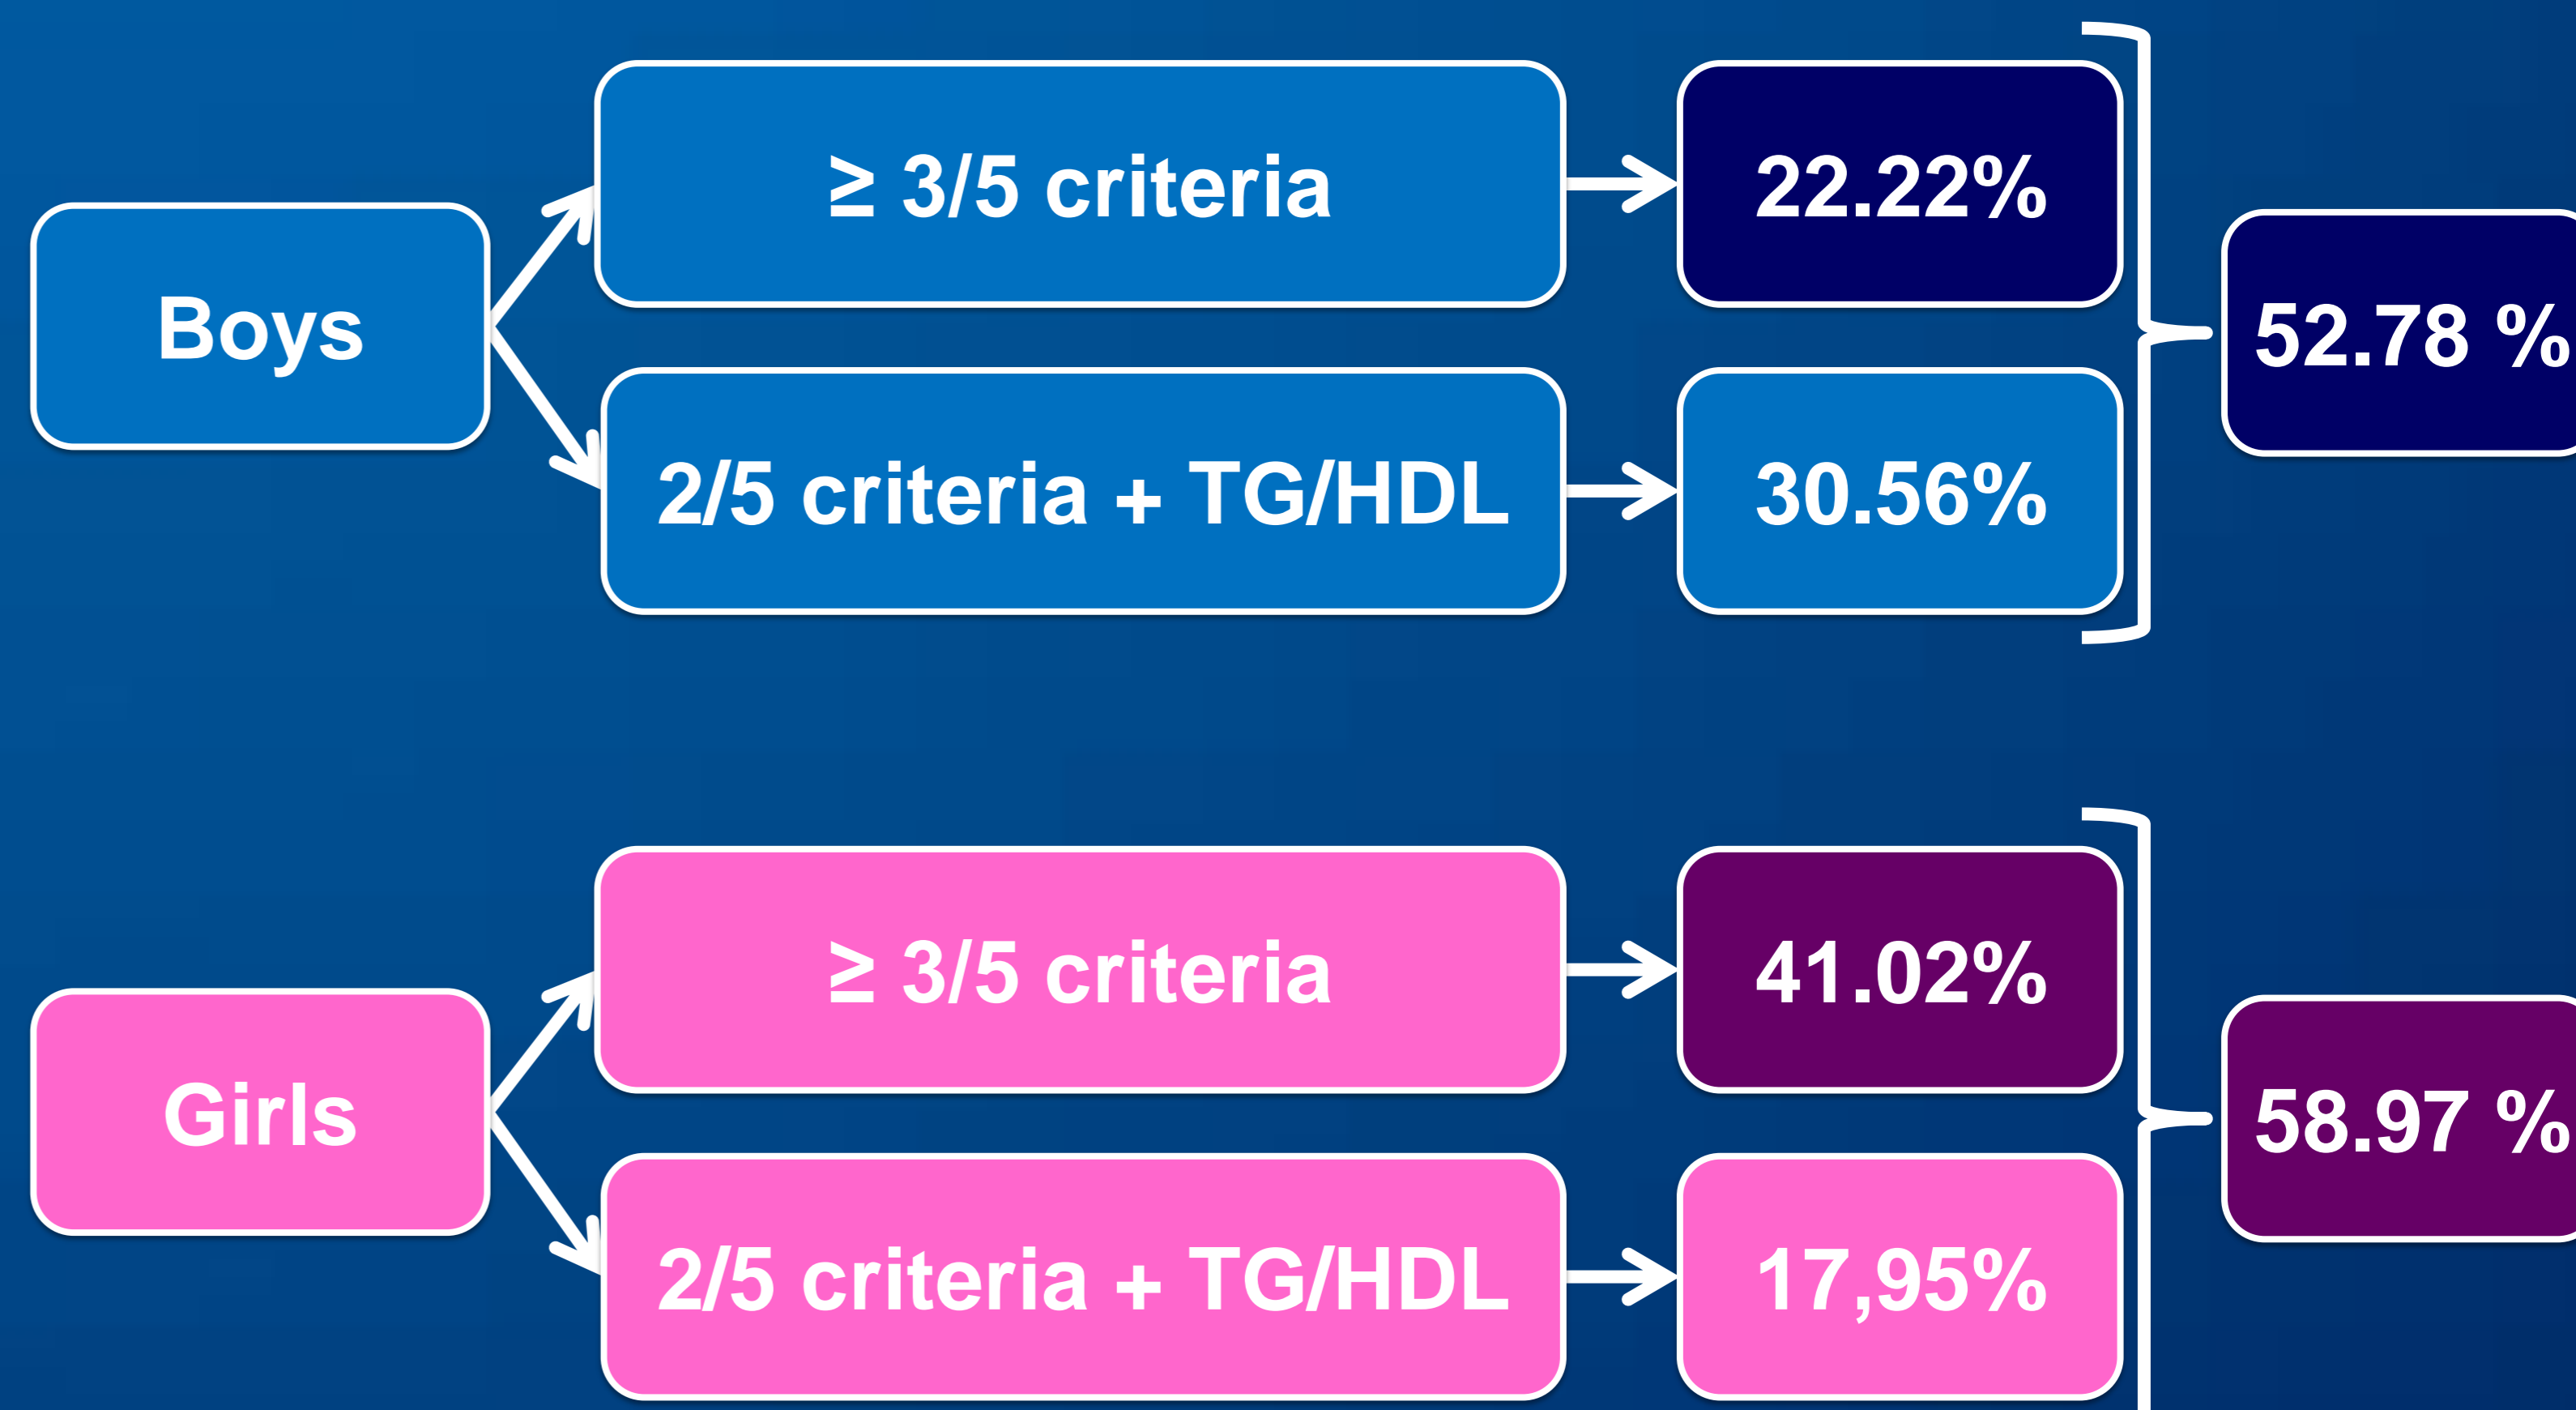 Boys
≥ 3/5 criteria
22.22%
2/5 criteria + TG/HDL
30.56%
52.78 %
Girls
≥ 3/5 criteria
41.02%
2/5 criteria + TG/HDL
17,95%
58.97 %